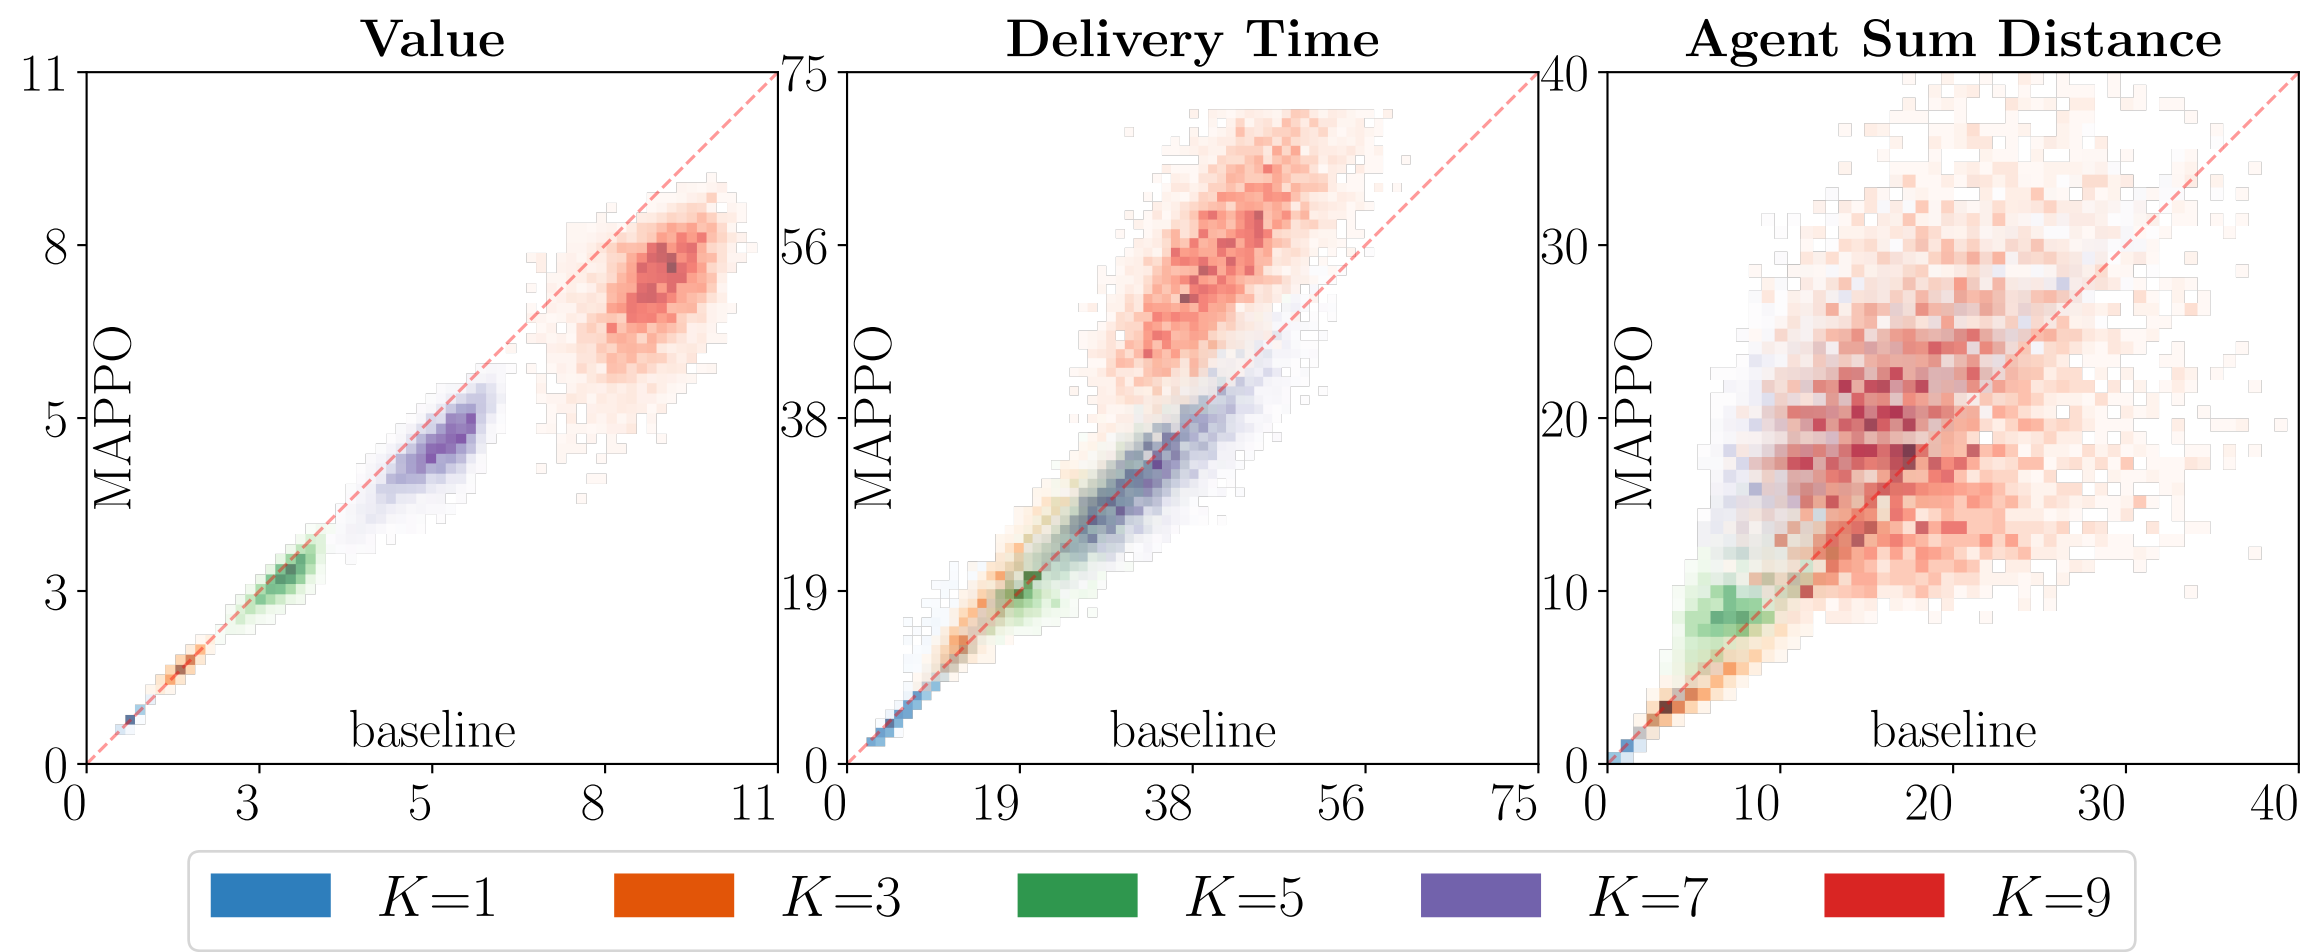 Value
Delivery Time
Agent Sum Distance
11
8
5
3
0
MAPPO
baseline
0 3 5 8 11
75
56
38
19
0
MAPPO
baseline
0 19 38 56 75
40
30
20
10
0
MAPPO
baseline
0 10 20 30 40
K=1 K=3 K=5 K=7 K=9